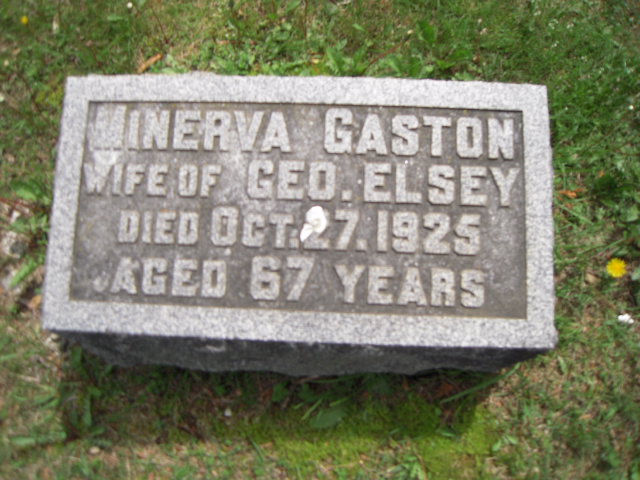 MINERVA GASTON
WIFE OF GEO. ELSEY
DIED OCT. 27. 1925
AGED 67 YEARS